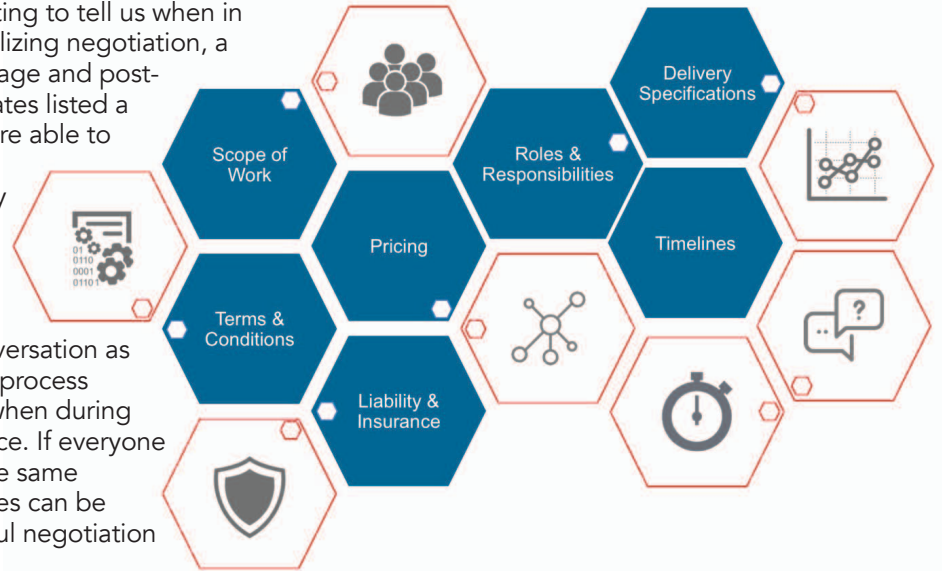 ting to tell us when in
lizing negotiation, a
age and post-
ates listed a
re able to
y
versation as
process
when during
ce. If everyone
e same
es can be
ul negotiation
Scope of
Work
Terms &
Conditions
Pricing
Liability &
Insurance
Roles &
Responsibilities
Delivery
Specifications
Timelines
01
0110
0001
01101
?